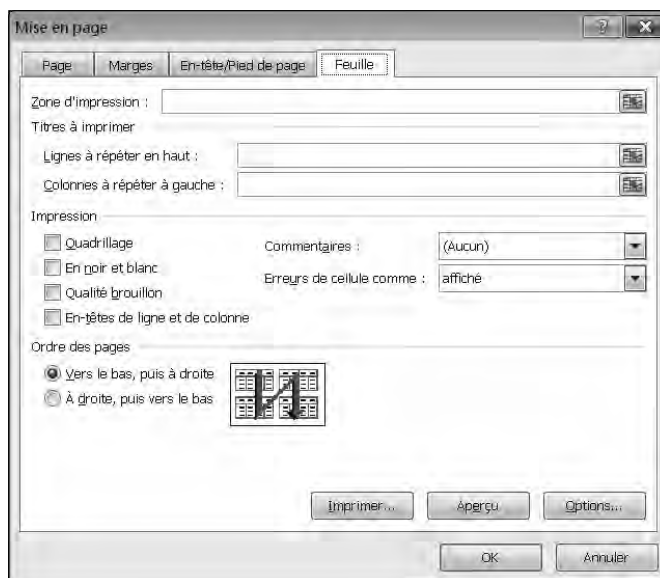 Mise en page
Page Marges En-tête/Pied de page Feuille
Zone d'impression :
Titres à imprimer
Lignes à répéter en haut :
Colonnes à répéter à gauche :
Impression
Quadrillage Commentaires : (Aucun)
En noir et blanc Erreurs de cellule comme : affiché
Qualité brouillon
En-têtes de ligne et de colonne
Ordre des pages
Vers le bas, puis à droite
À droite, puis vers le bas
Imprimer... Aperçu Options...
OK Annuler